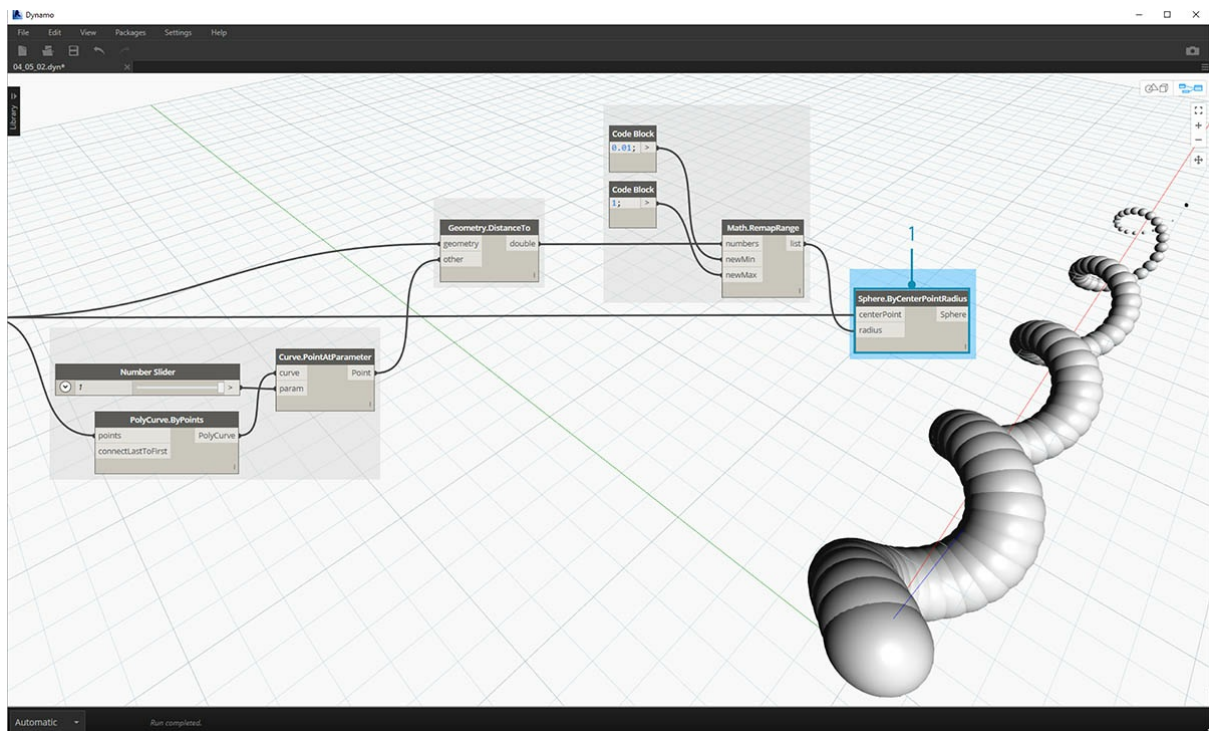 Dynamo
File Edit View Packages Settings Help
04_05_02.dyn*
Library
Code Block
0.01; >
Code Block
1; >
Geometry.DistanceTo
geometry double
other
Math.RemapRange
numbers list
newMin
newMax
1
Sphere.ByCenterPointRadius
centerPoint Sphere
radius
Curve.PointAtParameter
curve Point
param
Number Slider
1 >
PolyCurve.ByPoints
points PolyCurve
connectLastToFirst
Automatic
Run completed.